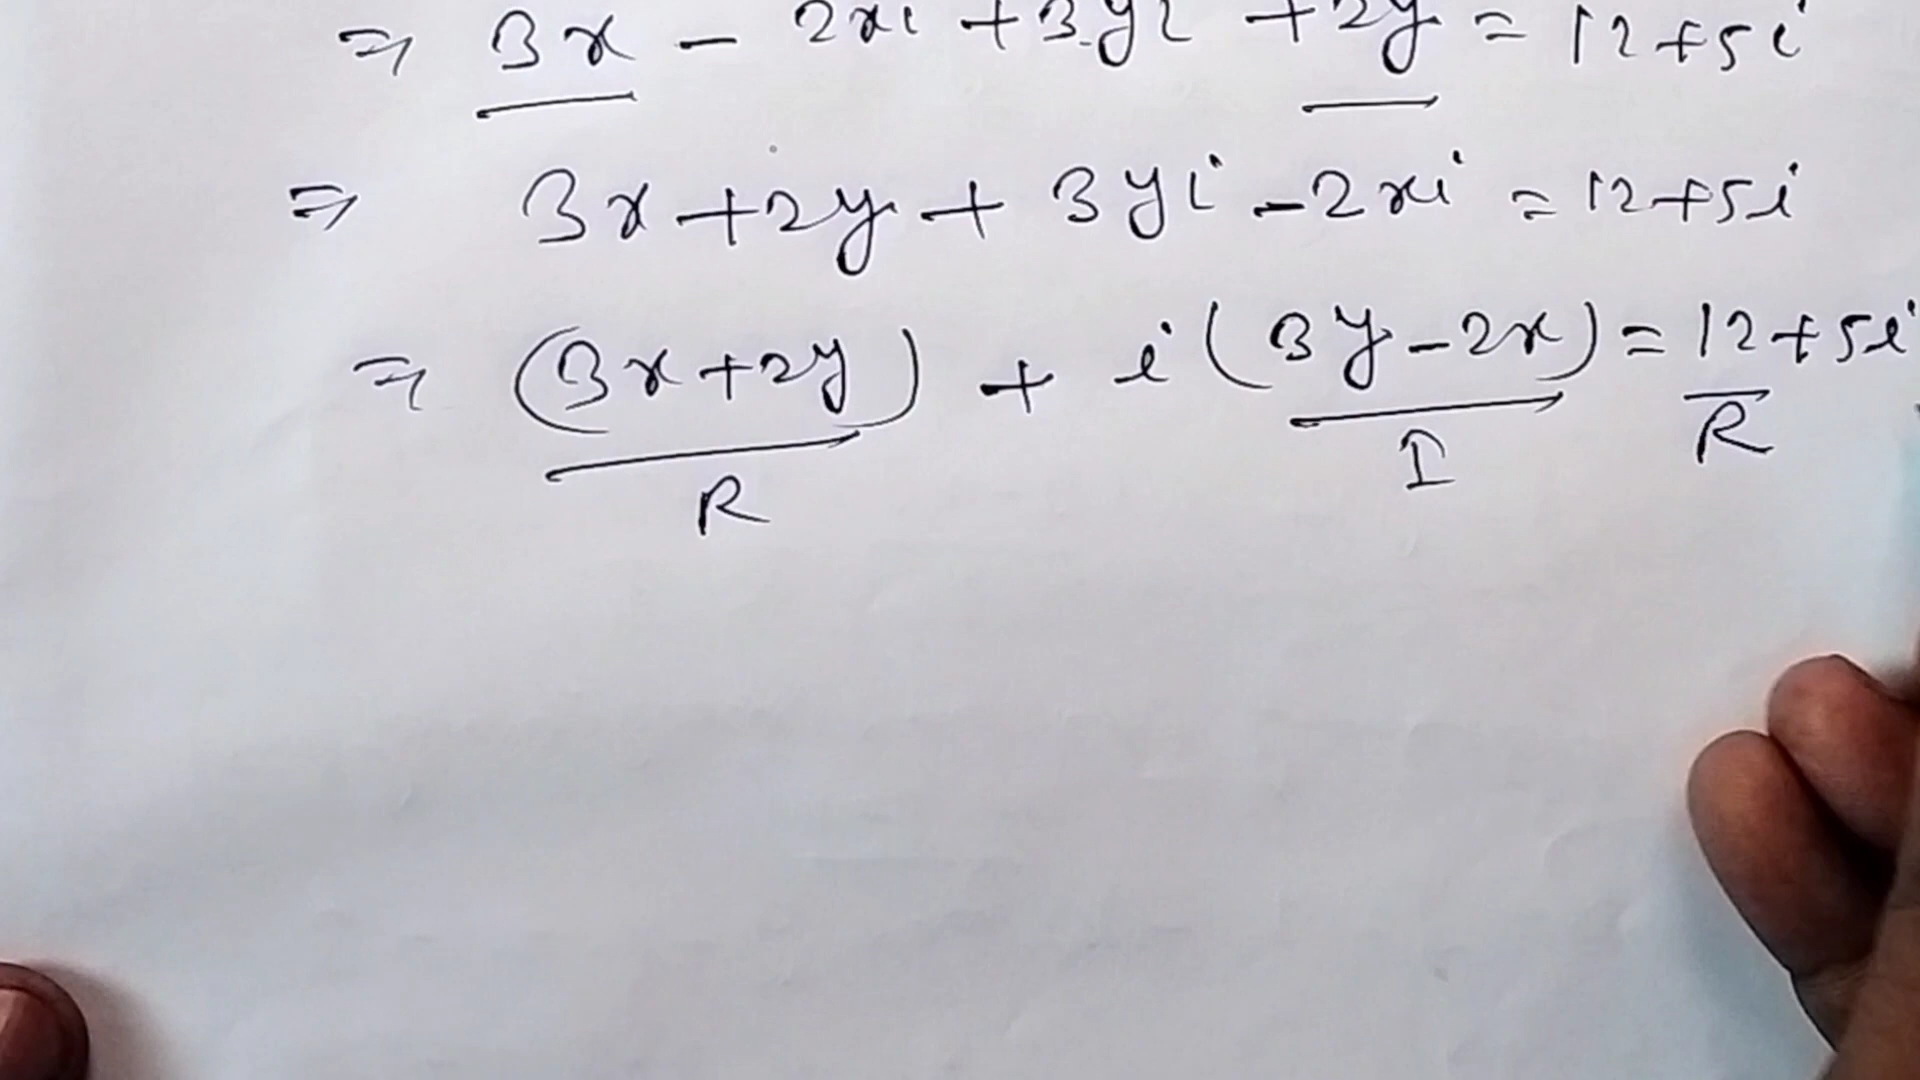 ⇒ 3x - 2xi + 3yi + 2y = 12 + 5i
⇒ 3x + 2y + 3yi - 2xi = 12 + 5i
⇒ (3x + 2y) + i(3y - 2x) = 12 + 5i
R I R